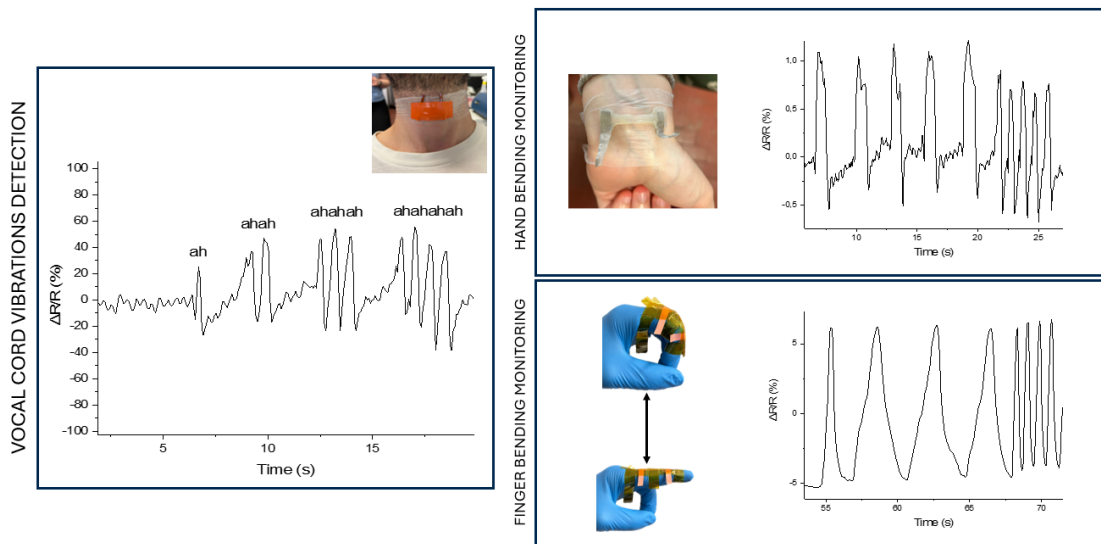 VOCAL CORD VIBRATIONS DETECTION
100
80
60
40
20
0
-20
-40
-60
-80
-100
ΔR/R (%)
ah
ahah
ahahah
ahahahah
5
10
15
Time (s)
HAND BENDING MONITORING
1,0
0,5
0,0
-0,5
ΔR/R (%)
5
10
15
20
25
Time (s)
FINGER BENDING MONITORING
5
0
-5
ΔR/R (%)
55
60
65
70
Time (s)